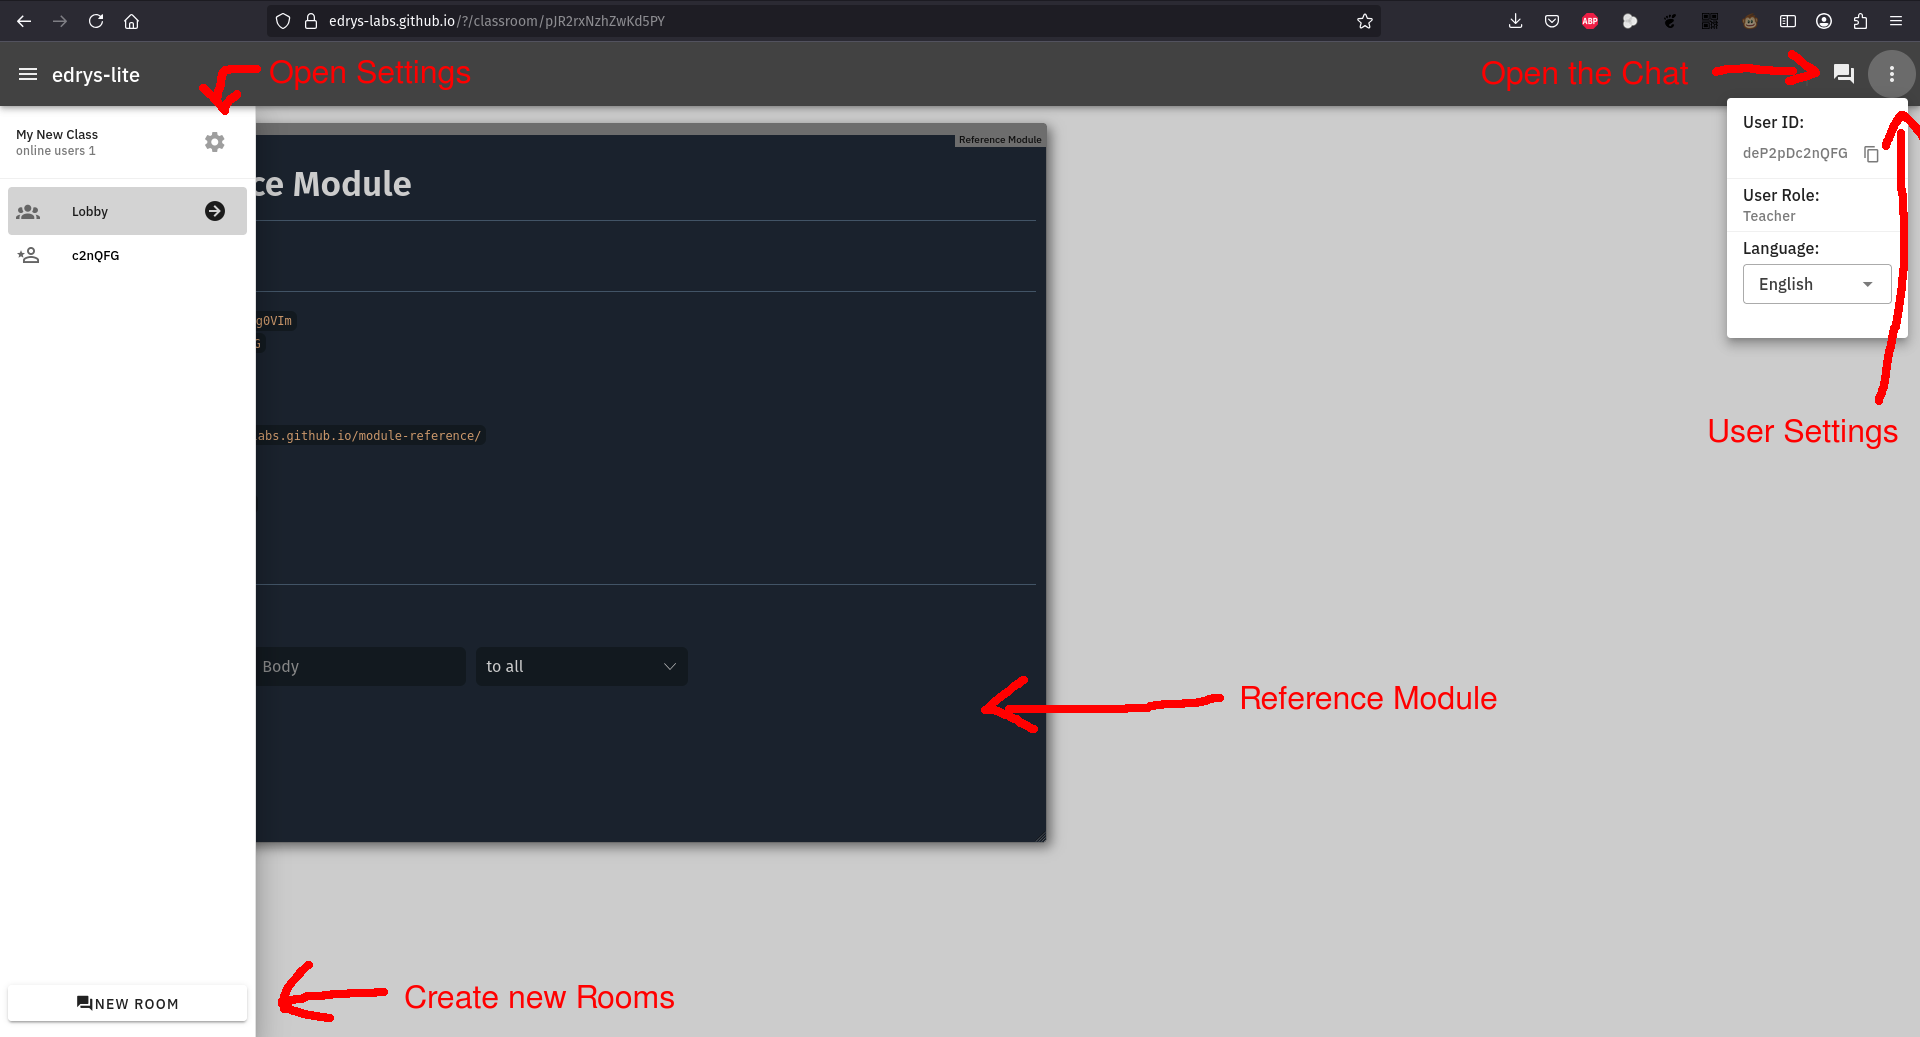 edrys-labs.github.io/?/classroom/pJR2rxNzhZwKd5PY
ABP
edrys-lite
Open Settings
Open the Chat
My New Class
online users 1
Lobby
c2nQFG
Reference Module
ce Module
g0VIm
G
labs.github.io/module-reference/
Body
to all
User ID:
deP2pDc2nQFG
User Role:
Teacher
Language:
English
User Settings
Reference Module
NEW ROOM
Create new Rooms